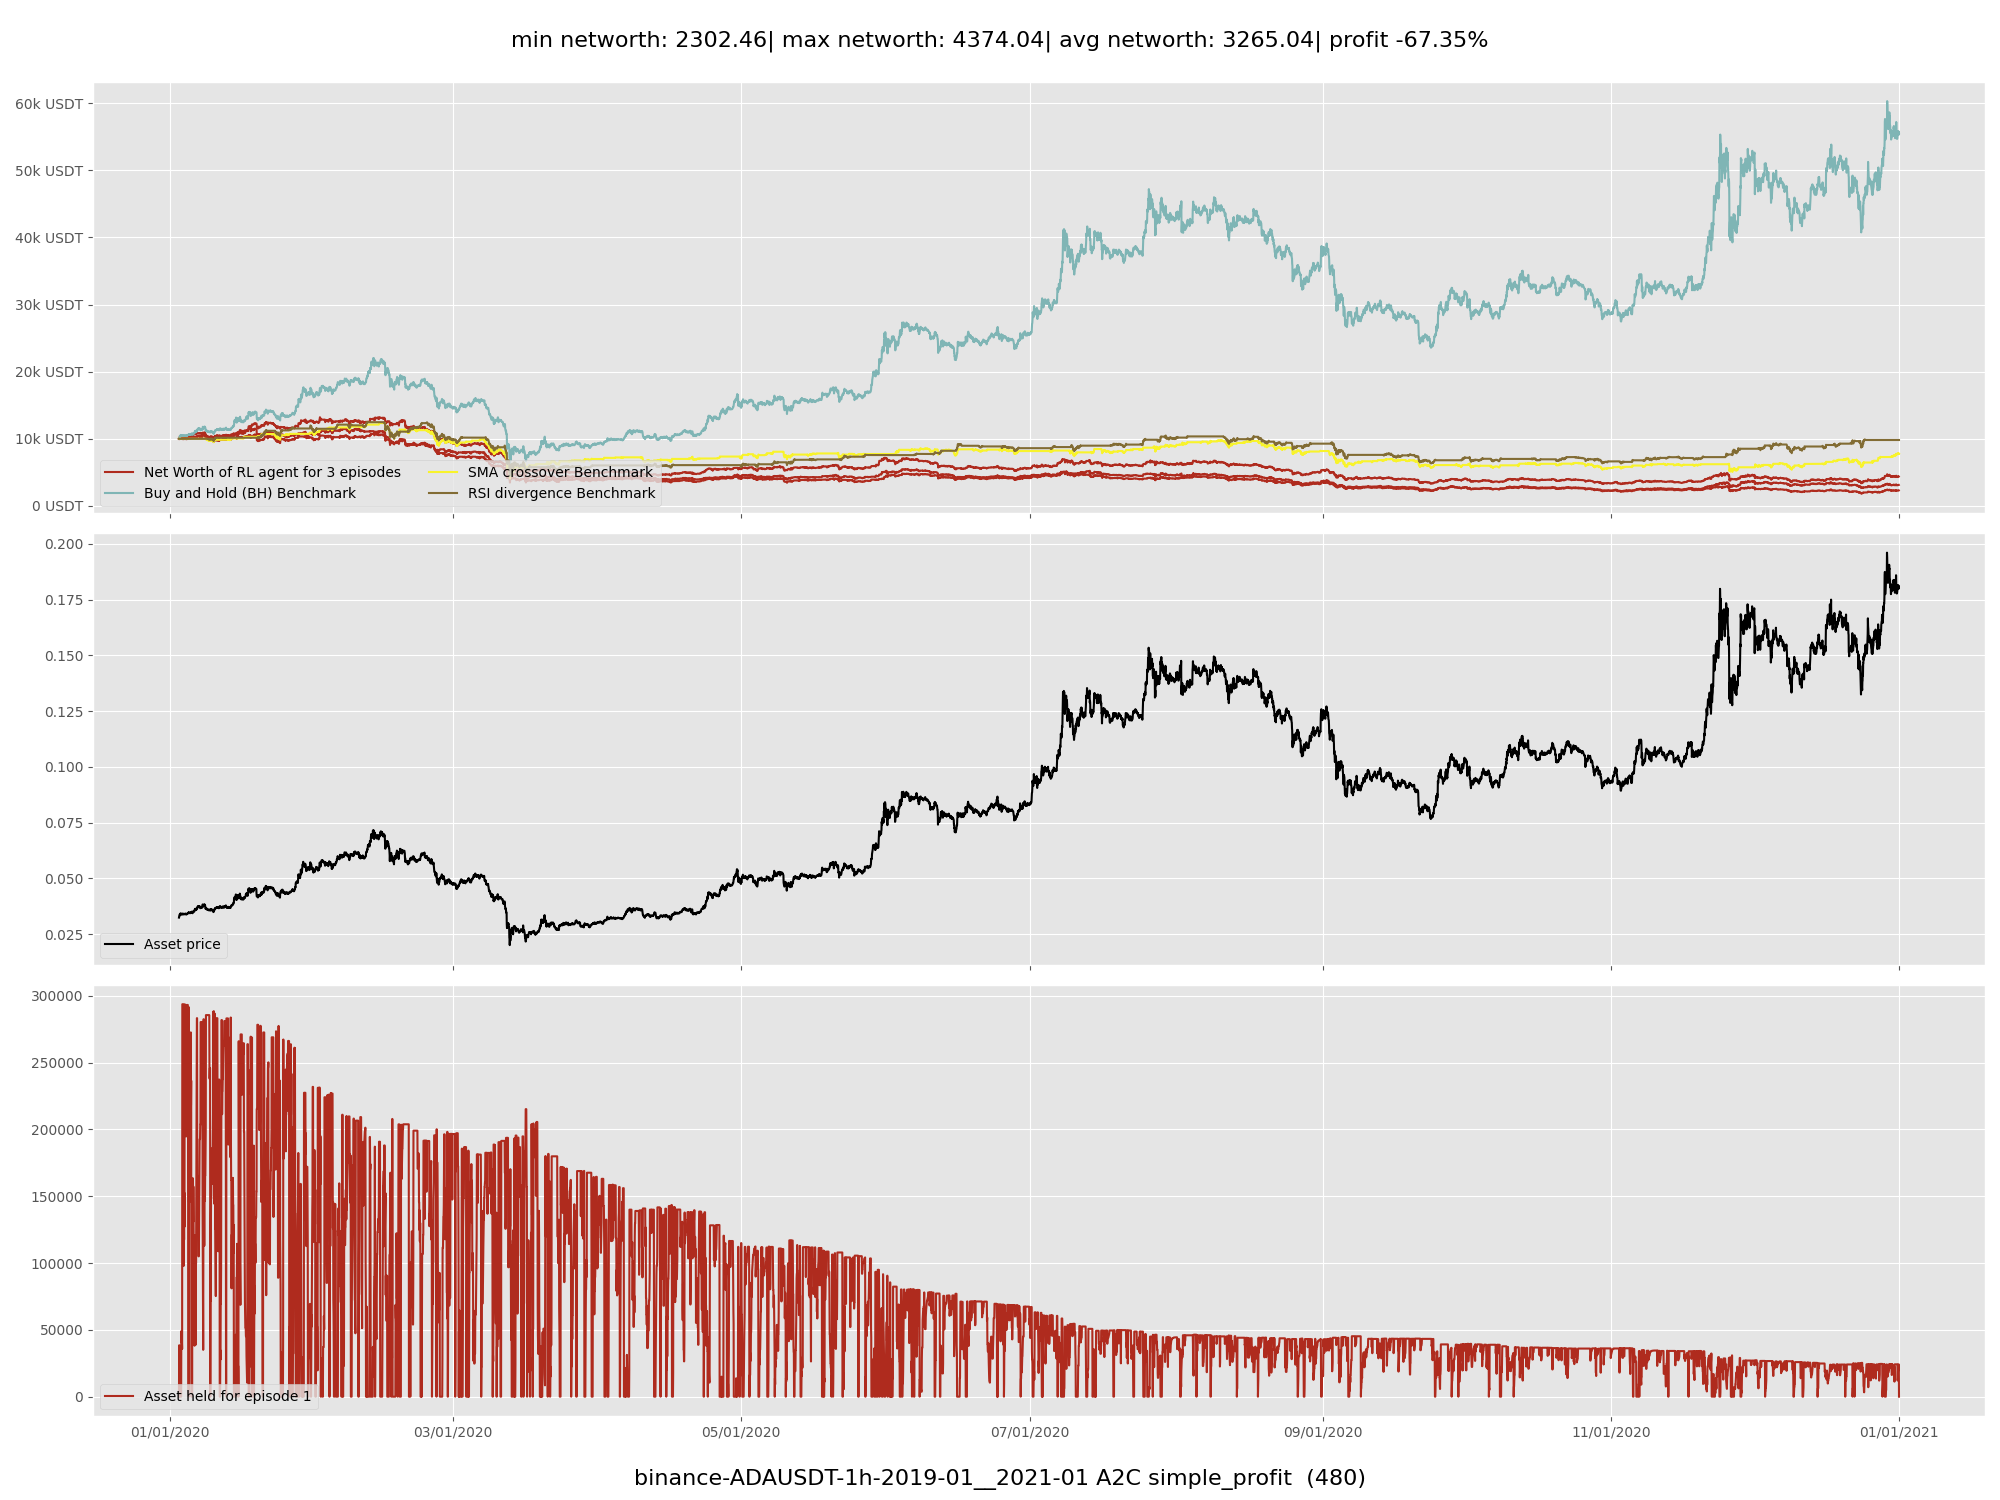 min networth: 2302.46| max networth: 4374.04| avg networth: 3265.04| profit -67.35%
60k USDT
50k USDT
40k USDT
30k USDT
20k USDT
10k USDT
0 USDT
Net Worth of RL agent for 3 episodes
Buy and Hold (BH) Benchmark
SMA crossover Benchmark
RSI divergence Benchmark
0.200
0.175
0.150
0.125
0.100
0.075
0.050
0.025
Asset price
300000
250000
200000
150000
100000
50000
0
Asset held for episode 1
01/01/2020 03/01/2020 05/01/2020 07/01/2020 09/01/2020 11/01/2020 01/01/2021
binance-ADAUSDT-1h-2019-01__2021-01 A2C simple_profit (480)